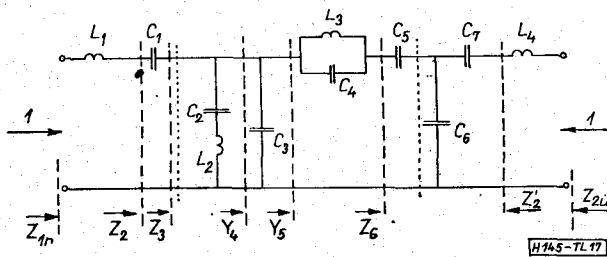 L3
L1 C1 C5 C7 L4
C4
C2
1 C3 C6 1
L2
Z1n Z2 Z3 Y4 Y5 Z6 Z'2
H145-TL17